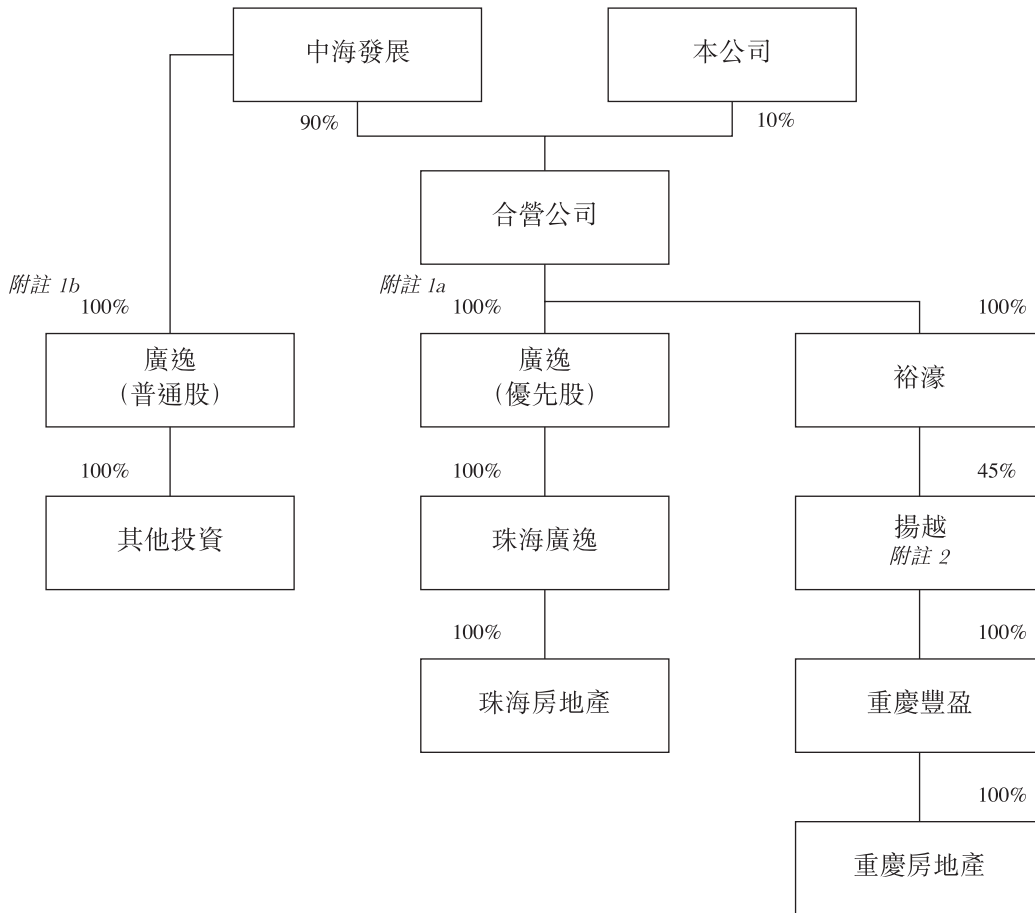 中海發展
本公司
90%
10%
合營公司
附註 1b
100%
附註 1a
100%
100%
廣逸
(普通股)
廣逸
(優先股)
裕濠
100%
100%
45%
其他投資
珠海廣逸
揚越
附註 2
100%
100%
珠海房地產
重慶豐盈
100%
重慶房地產